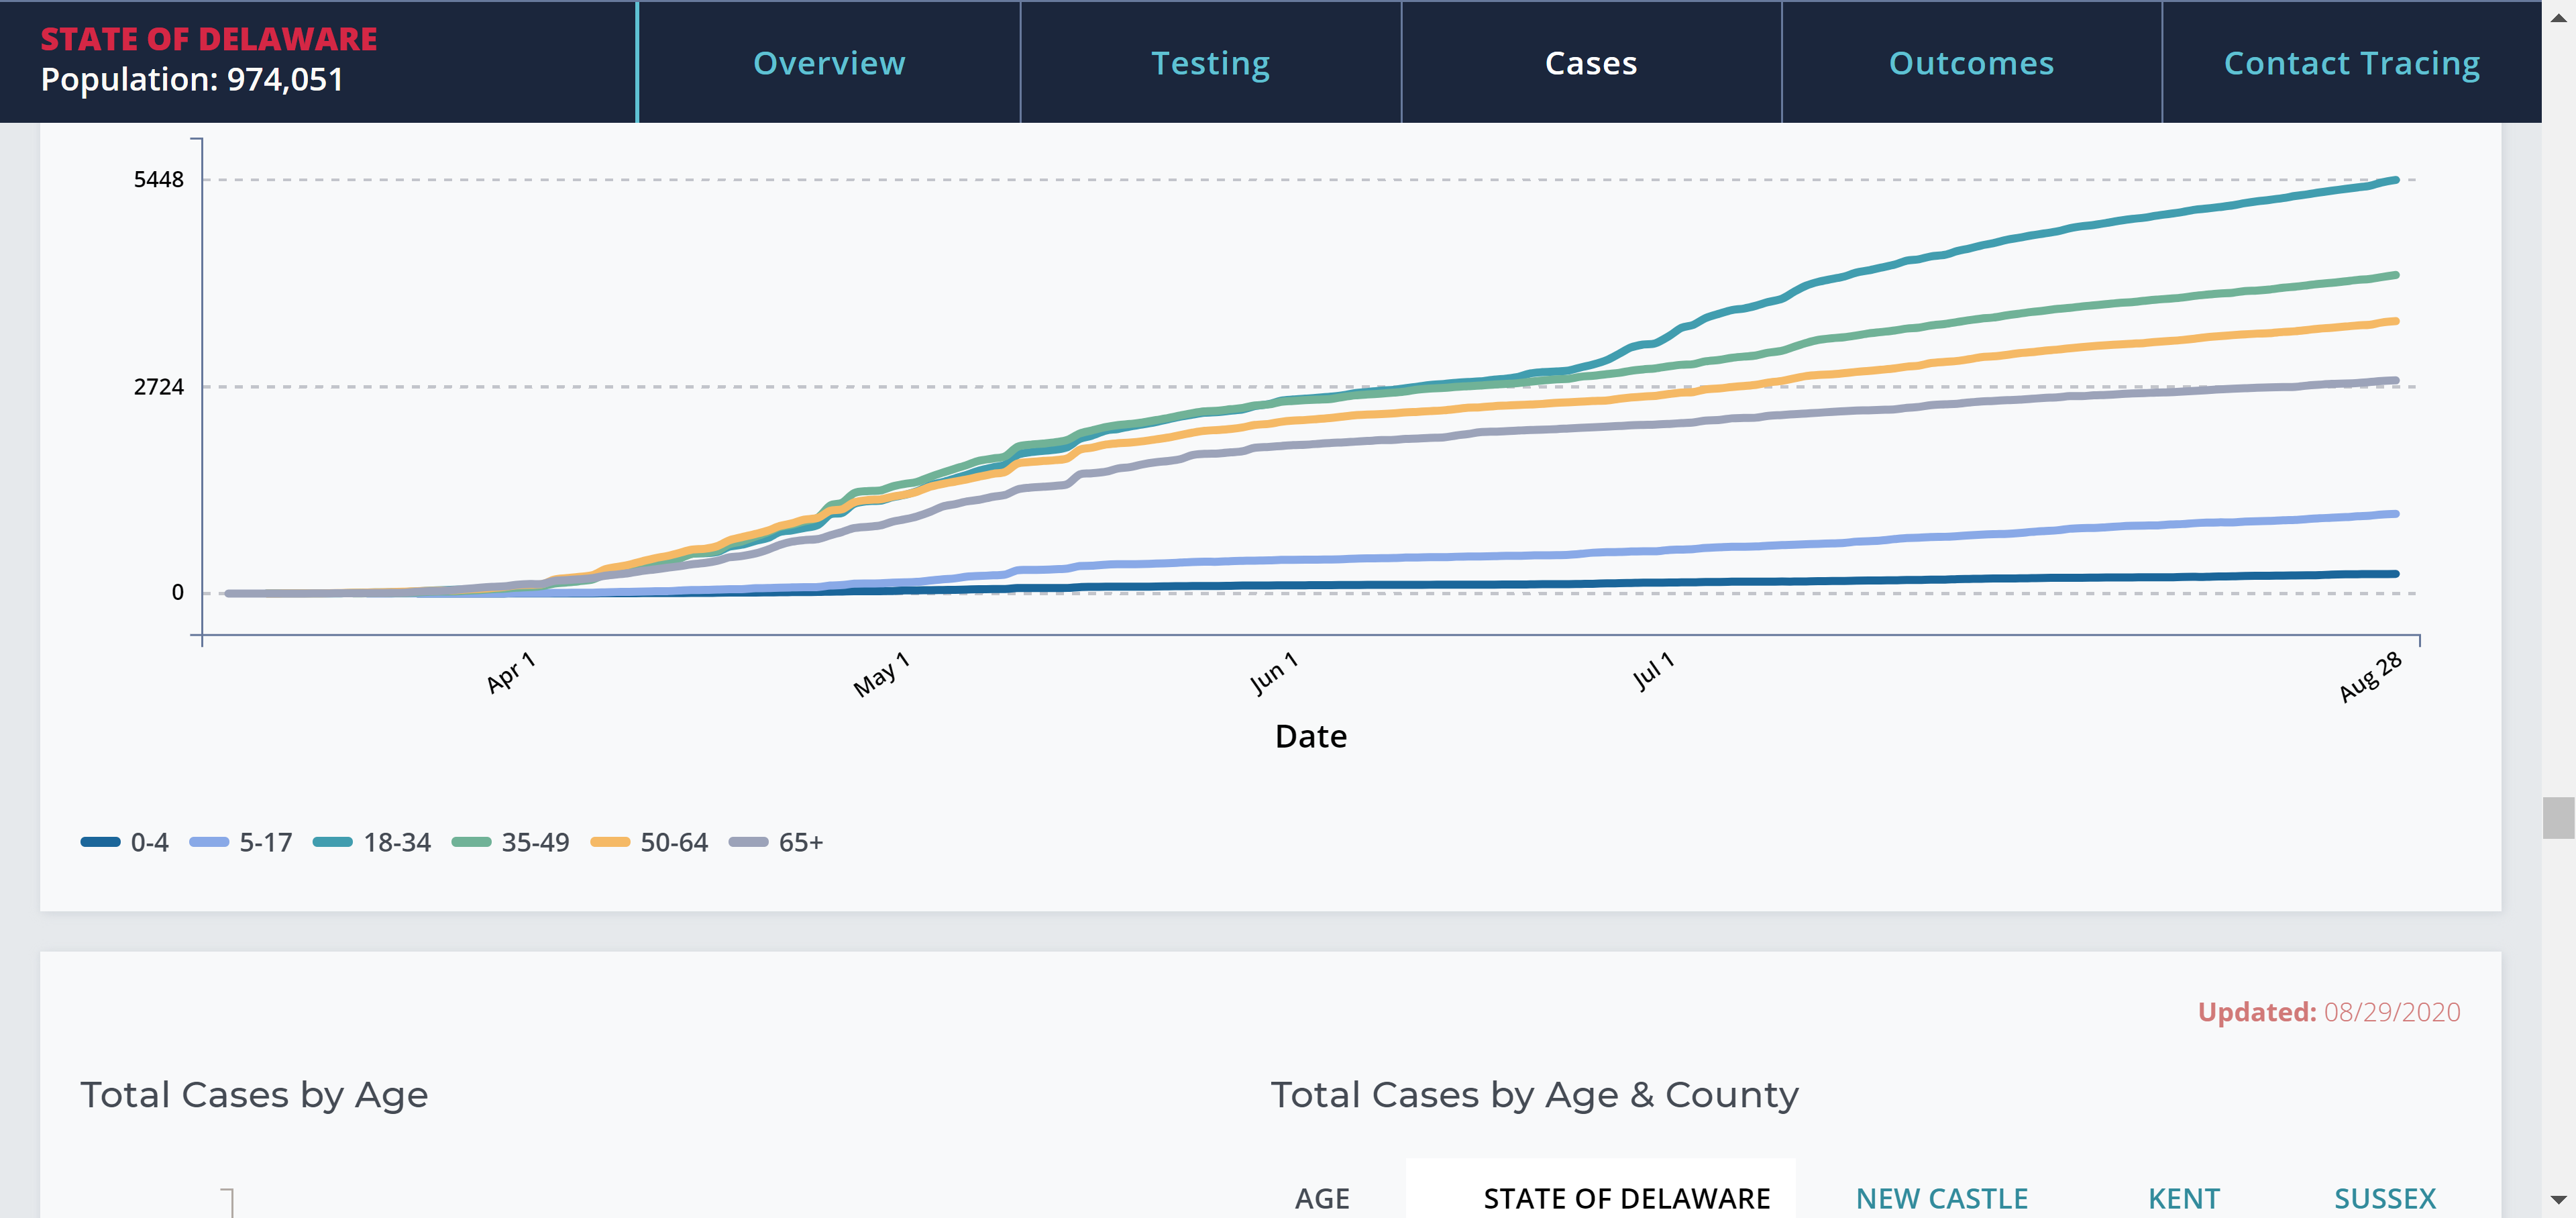 STATE OF DELAWARE
Population: 974,051
Overview
Testing
Cases
Outcomes
Contact Tracing
5448
2724
0
Apr 1
May 1
Jun 1
Jul 1
Aug 28
Date
0-4
5-17
18-34
35-49
50-64
65+
Updated: 08/29/2020
Total Cases by Age
Total Cases by Age & County
AGE
STATE OF DELAWARE
NEW CASTLE
KENT
SUSSEX